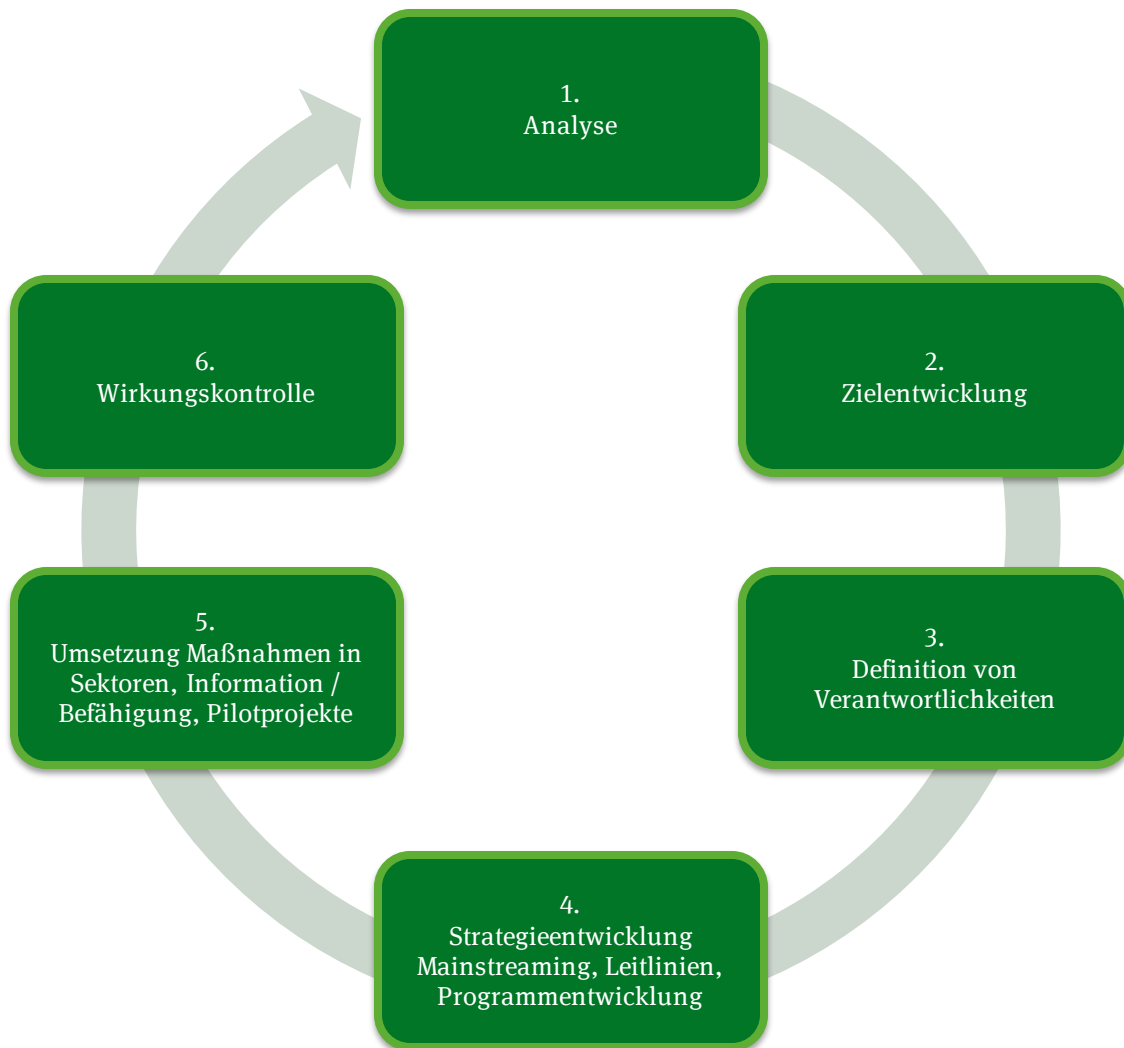 1.
Analyse
2.
Zielentwicklung
3.
Definition von
Verantwortlichkeiten
4.
Strategieentwicklung
Mainstreaming, Leitlinien,
Programmentwicklung
5.
Umsetzung Maßnahmen in
Sektoren, Information /
Befähigung, Pilotprojekte
6.
Wirkungskontrolle